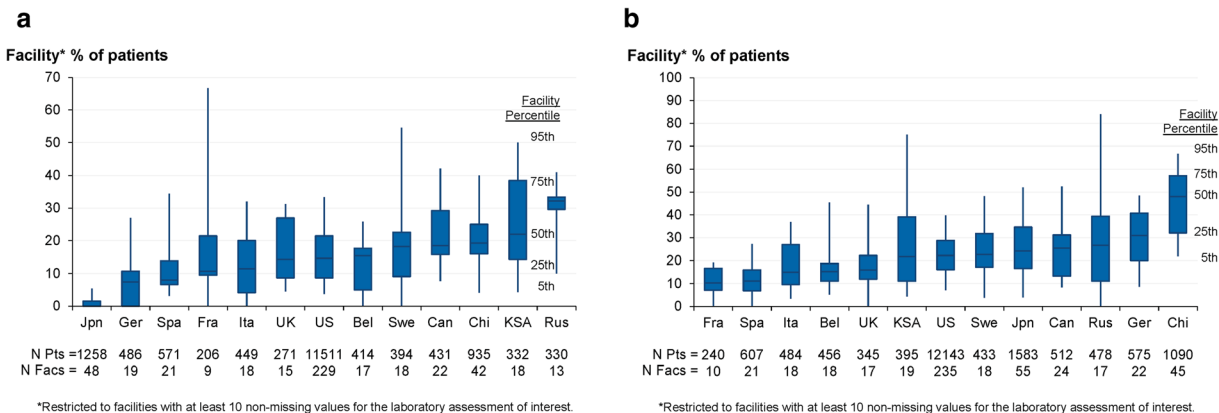 a
Facility* % of patients
70
60
50
40
30
20
10
0
Facility
Percentile
95th
75th
50th
25th
5th
Jpn Ger Spa Fra Ita UK US Bel Swe Can Chi KSA Rus
N Pts =1258 486 571 206 449 271 11511 414 394 431 935 332 330
N Facs = 48 19 21 9 18 15 229 17 18 22 42 18 13
*Restricted to facilities with at least 10 non-missing values for the laboratory assessment of interest.
b
Facility* % of patients
100
90
80
70
60
50
40
30
20
10
0
Facility
Percentile
95th
75th
50th
25th
5th
Fra Spa Ita Bel UK KSA US Swe Jpn Can Rus Ger Chi
N Pts = 240 607 484 456 345 395 12143 433 1583 512 478 575 1090
N Facs = 10 21 18 18 17 19 235 18 55 24 17 22 45
*Restricted to facilities with at least 10 non-missing values for the laboratory assessment of interest.